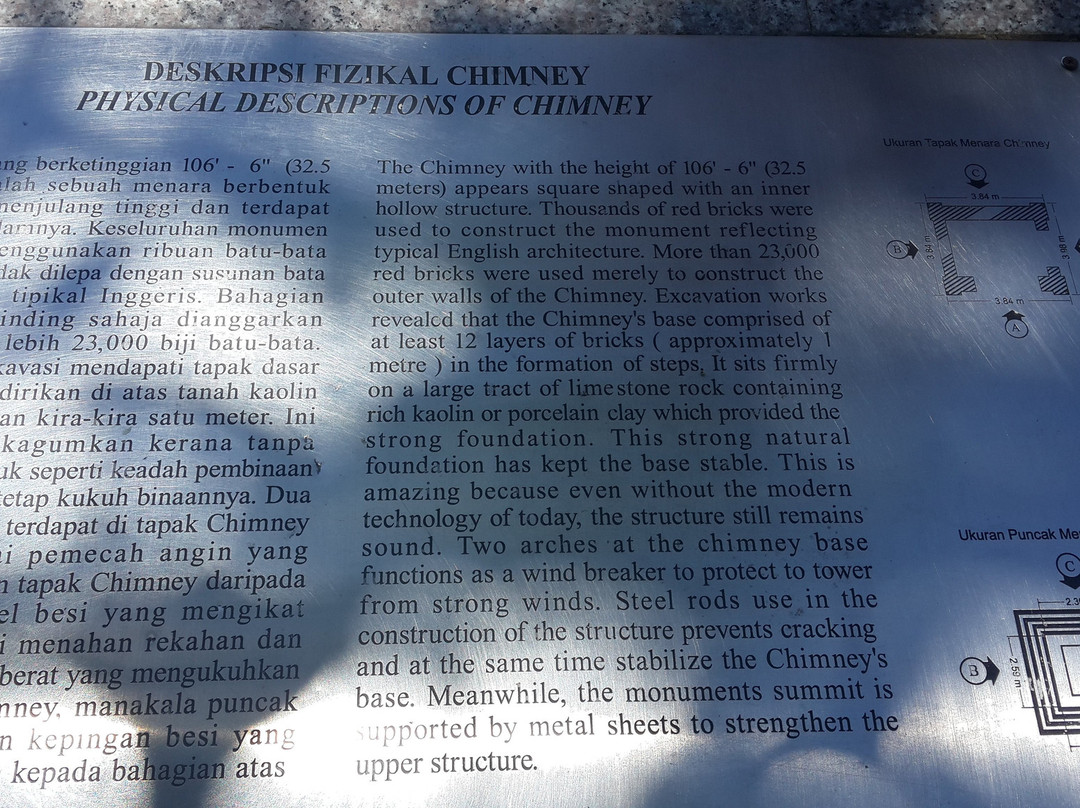 DESKRIPSI FIZIKAL CHIMNEY
PHYSICAL DESCRIPTIONS OF CHIMNEY
berketinggian 106' - 6" (32.5
sebuah menara berbentuk
menjulang tinggi dan terdapat
Keseluruhan monumen
ribuan batu-bata
dilepa dengan susunan bata
tipikal Inggeris. Bahagian
sahaja dianggarkan
lebih 23,000 biji batu-bata.
mendapati tapak dasar
di atas tanah kaolin
kira-kira satu meter. Ini
kerana tanpa
seperti keadah pembinaan
tetap kukuh binaannya. Dua
terdapat di tapak Chimney
pemecah angin yang
tapak Chimney daripada
besi yang mengikat
menahan rekahan dan
berat yang mengukuhkan
manakala puncak
kepingan besi yang
kepada bahagian atas
The Chimney with the height of 106' - 6" (32.5
meters) appears square shaped with an inner
hollow structure. Thousands of red bricks were
used to construct the monument reflecting
typical English architecture. More than 23,000
red bricks were used merely to construct the
outer walls of the Chimney. Excavation works
revealed that the Chimney's base comprised of
at least 12 layers of bricks ( approximately 1
metre ) in the formation of steps. It sits firmly
on a large tract of limestone rock containing
rich kaolin or porcelain clay which provided the
strong foundation. This strong natural
foundation has kept the base stable. This is
amazing because even without the modern
technology of today, the structure still remains
sound. Two arches at the chimney base
functions as a wind breaker to protect to tower
from strong winds. Steel rods use in the
construction of the structure prevents cracking
and at the same time stabilize the Chimney's
base. Meanwhile, the monuments summit is
supported by metal sheets to strengthen the
upper structure.
Ukuran Tapak Menara Chimney
C
3.84 m
B
3.84 m
3.84 m
A
Ukuran Puncak
C
B
2.59 m